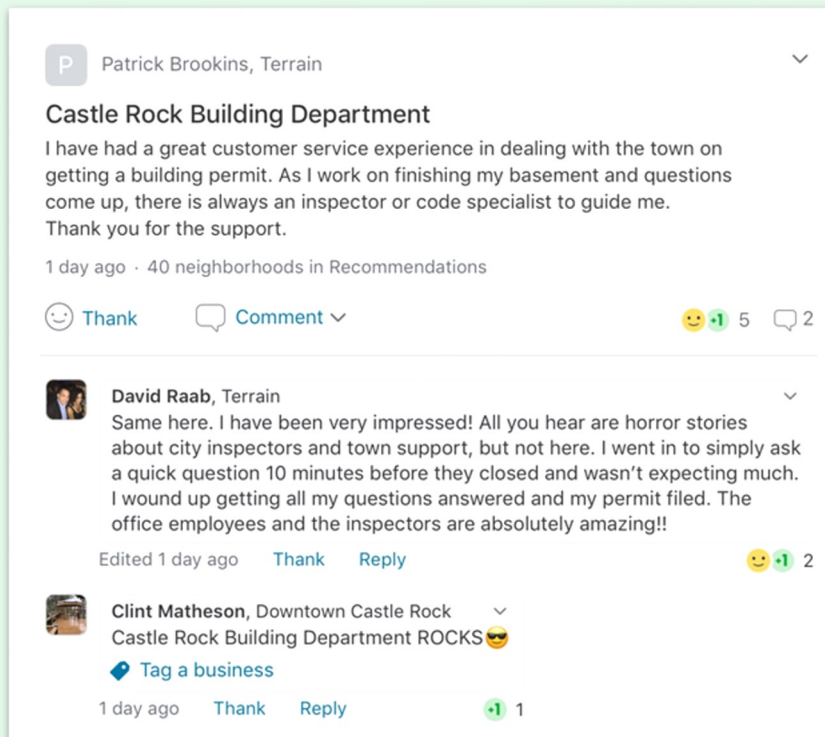 P
Patrick Brookins, Terrain
Castle Rock Building Department
I have had a great customer service experience in dealing with the town on
getting a building permit. As I work on finishing my basement and questions
come up, there is always an inspector or code specialist to guide me.
Thank you for the support.
1 day ago · 40 neighborhoods in Recommendations
Thank Comment +1 5 2
David Raab, Terrain
Same here. I have been very impressed! All you hear are horror stories
about city inspectors and town support, but not here. I went in to simply ask
a quick question 10 minutes before they closed and wasn't expecting much.
I wound up getting all my questions answered and my permit filed. The
office employees and the inspectors are absolutely amazing!!
Edited 1 day ago Thank Reply +1 2
Clint Matheson, Downtown Castle Rock
Castle Rock Building Department ROCKS😎
Tag a business
1 day ago Thank Reply +1 1